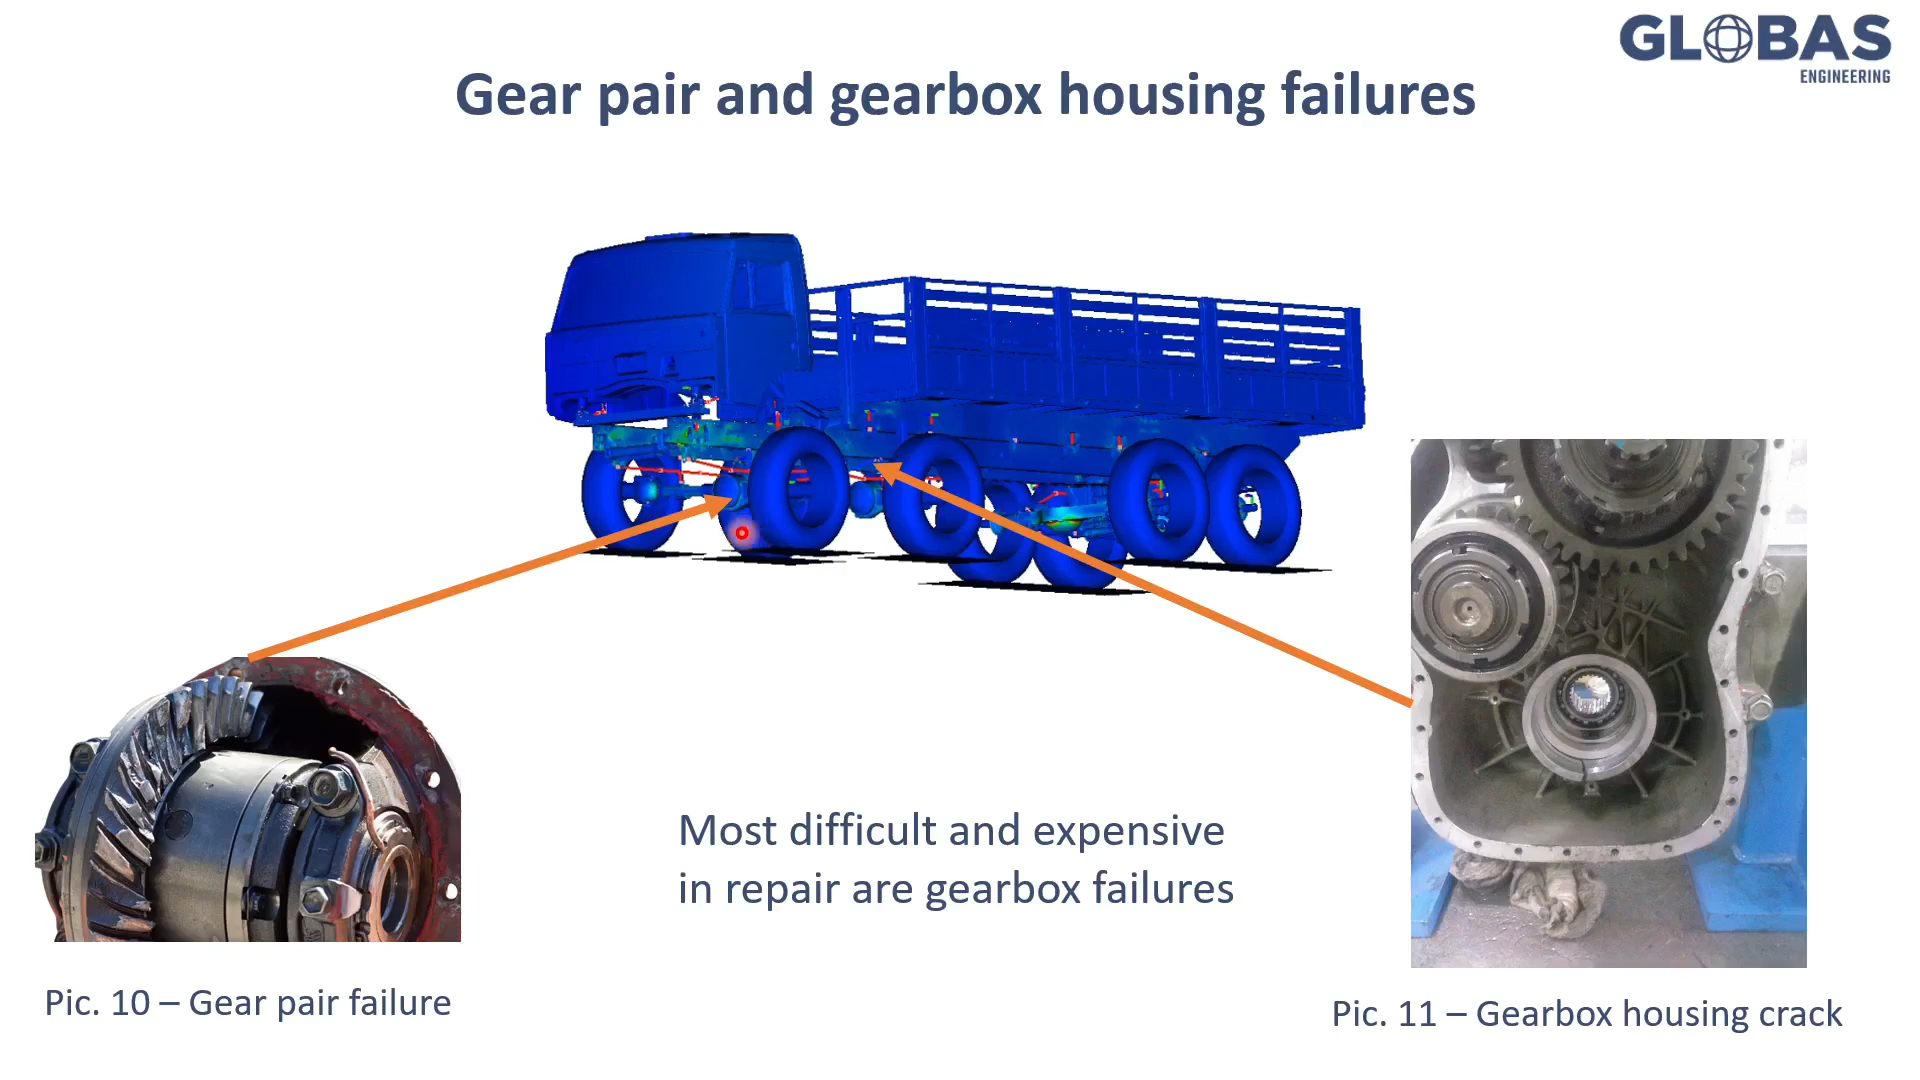 GLOBAS
ENGINEERING
Gear pair and gearbox housing failures
Most difficult and expensive
in repair are gearbox failures
Pic. 10 – Gear pair failure
Pic. 11 – Gearbox housing crack